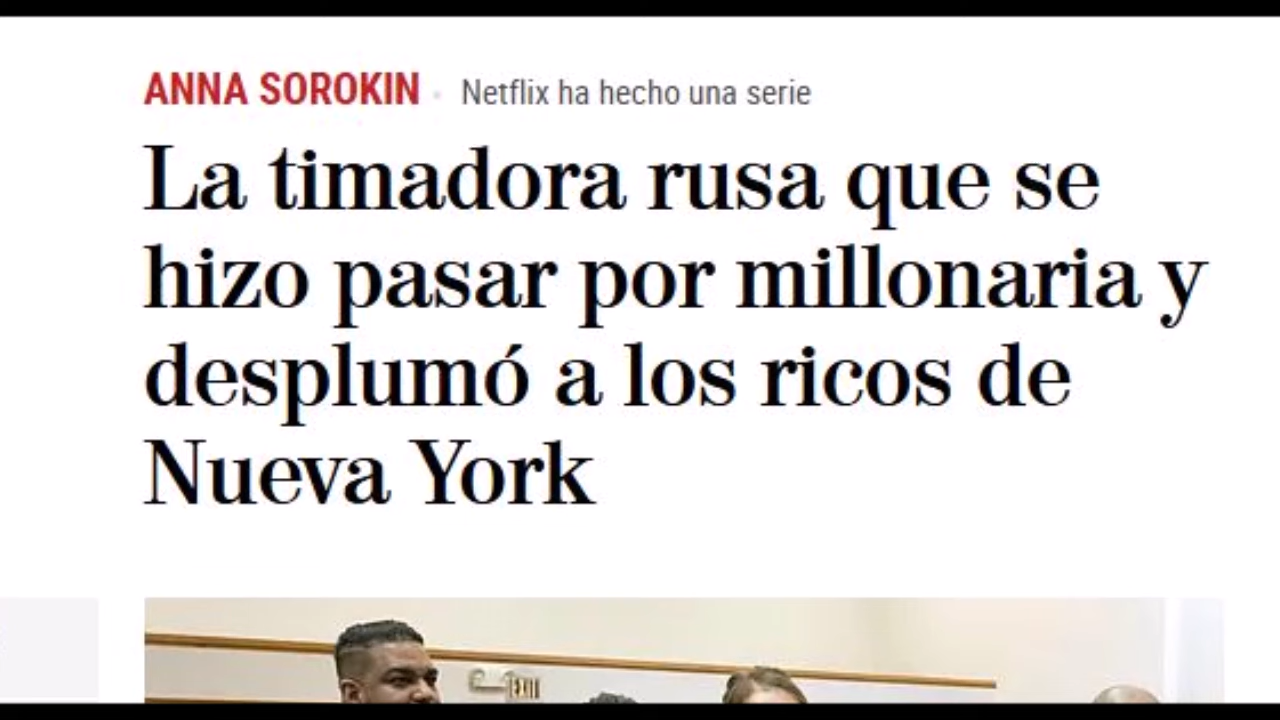 ANNA SOROKIN · Netflix ha hecho una serie
La timadora rusa que se
hizo pasar por millonaria y
desplumó a los ricos de
Nueva York
EXIT